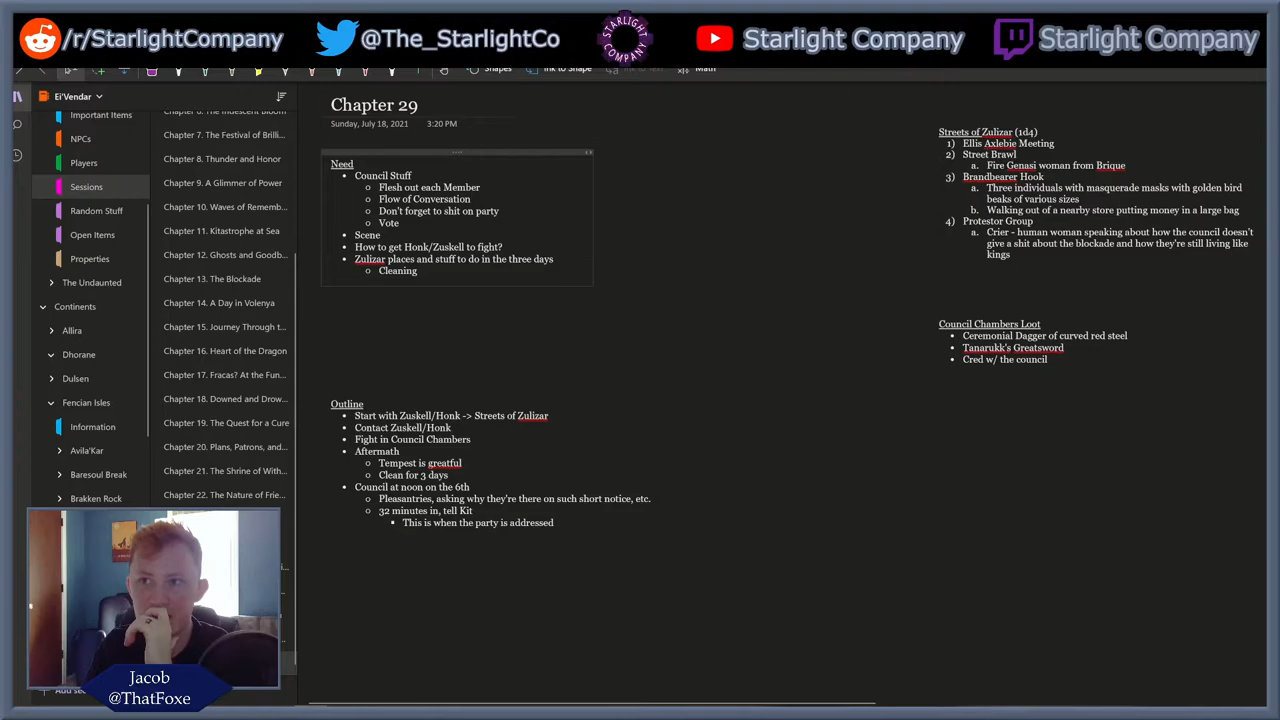 /r/StarlightCompany
@The_StarlightCo
STARLIGHT COMPANY
Starlight Company
Starlight Company
Shapes
Ink to Shape
Ink to Text
Math
Ei'Vendar
Important Items
NPCs
Players
Sessions
Random Stuff
Open Items
Properties
The Undaunted
Continents
Allira
Dhorane
Dulsen
Fencian Isles
Information
Avila'Kar
Baresoul Break
Brakken Rock
Add sec
Chapter 6. The Iridescent Bloom
Chapter 7. The Festival of Brilli...
Chapter 8. Thunder and Honor
Chapter 9. A Glimmer of Power
Chapter 10. Waves of Rememb...
Chapter 11. Kitastrophe at Sea
Chapter 12. Ghosts and Goodb...
Chapter 13. The Blockade
Chapter 14. A Day in Volenya
Chapter 15. Journey Through t...
Chapter 16. Heart of the Dragon
Chapter 17. Fracas? At the Fun...
Chapter 18. Downed and Drow...
Chapter 19. The Quest for a Cure
Chapter 20. Plans, Patrons, and...
Chapter 21. The Shrine of With...
Chapter 22. The Nature of Frie...
Chapter 29
Sunday, July 18, 2021 3:20 PM
Need
• Council Stuff
○ Flesh out each Member
○ Flow of Conversation
○ Don't forget to shit on party
○ Vote
• Scene
• How to get Honk/Zuskell to fight?
• Zulizar places and stuff to do in the three days
○ Cleaning
Outline
• Start with Zuskell/Honk -> Streets of Zulizar
• Contact Zuskell/Honk
• Fight in Council Chambers
• Aftermath
○ Tempest is greatful
○ Clean for 3 days
• Council at noon on the 6th
○ Pleasantries, asking why they're there on such short notice, etc.
○ 32 minutes in, tell Kit
▪ This is when the party is addressed
Streets of Zulizar (1d4)
1) Ellis Axlebie Meeting
2) Street Brawl
a. Fire Genasi woman from Brique
3) Brandbearer Hook
a. Three individuals with masquerade masks with golden bird
beaks of various sizes
b. Walking out of a nearby store putting money in a large bag
4) Protestor Group
a. Crier - human woman speaking about how the council doesn't
give a shit about the blockade and how they're still living like
kings
Council Chambers Loot
• Ceremonial Dagger of curved red steel
• Tanarukk's Greatsword
• Cred w/ the council
Jacob
@ThatFoxe